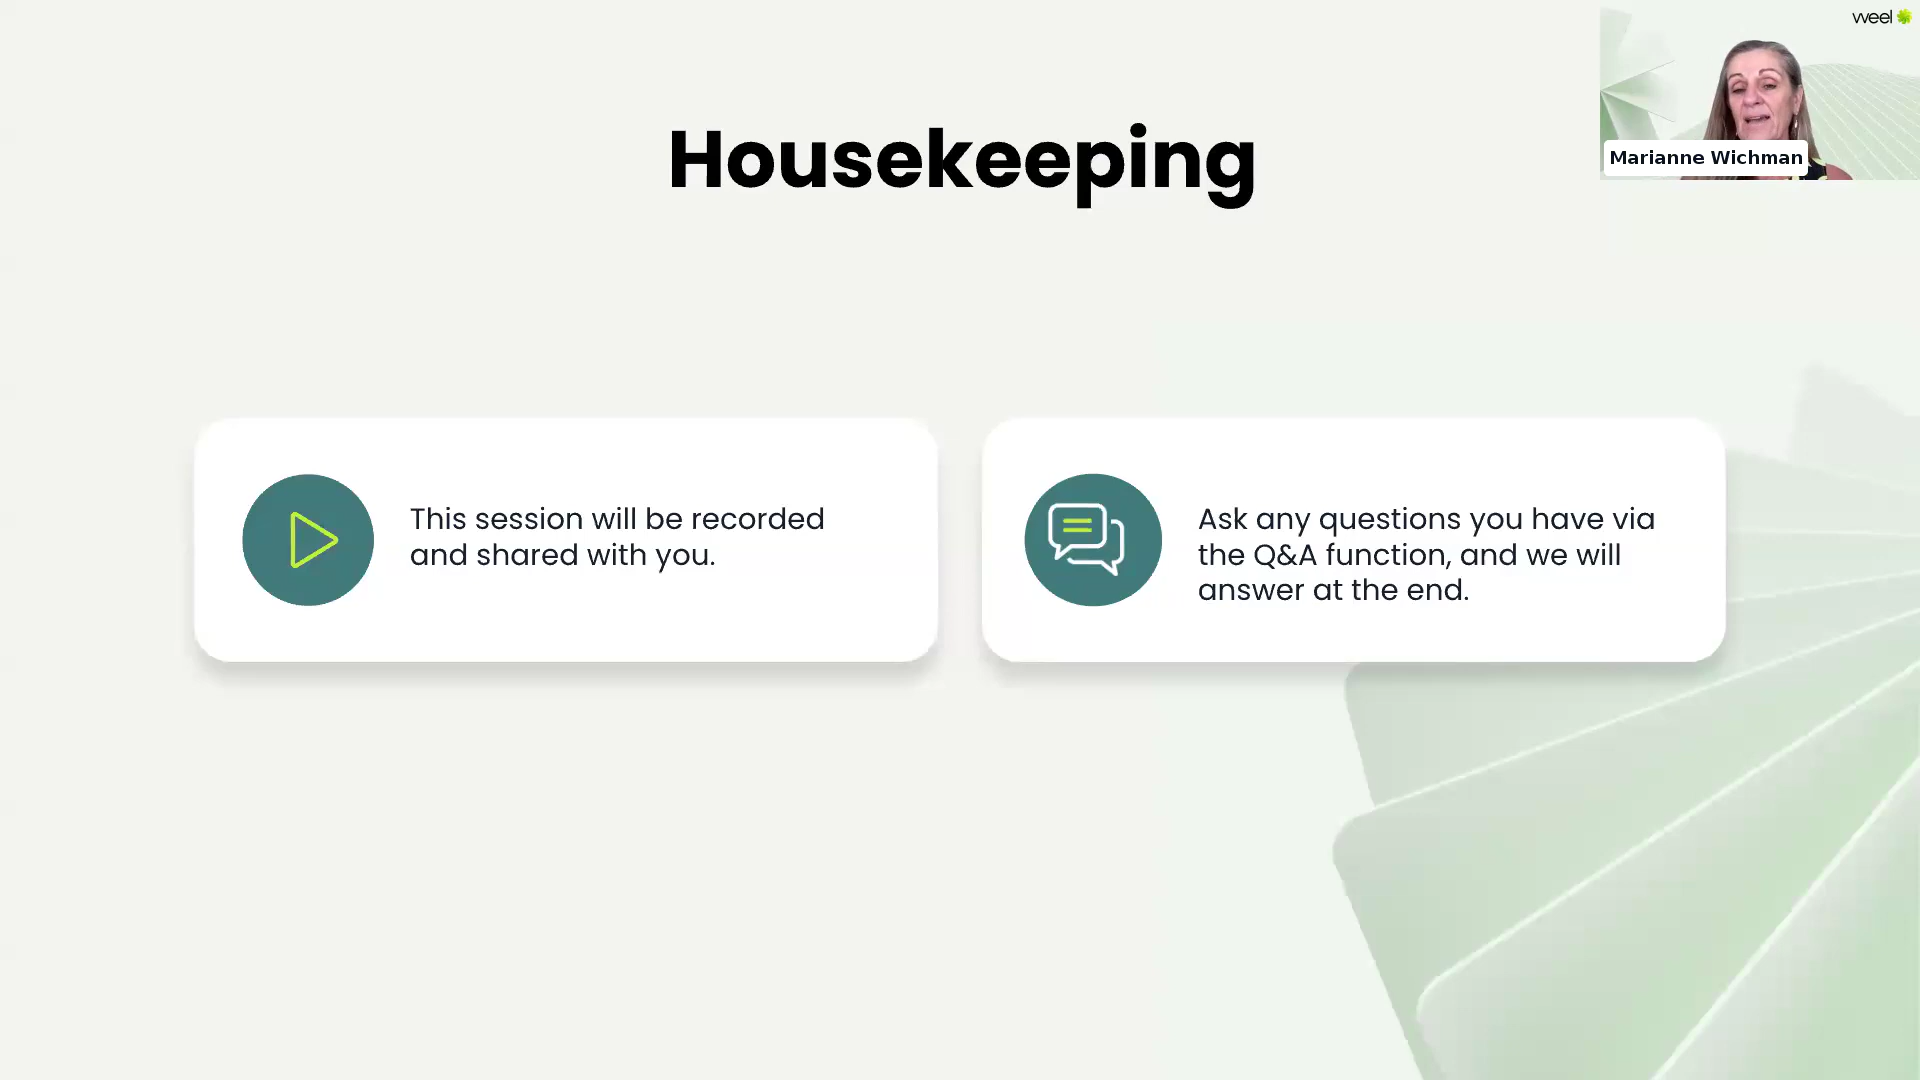 weel
Marianne Wichman
Housekeeping
This session will be recorded
and shared with you.
Ask any questions you have via
the Q&A function, and we will
answer at the end.